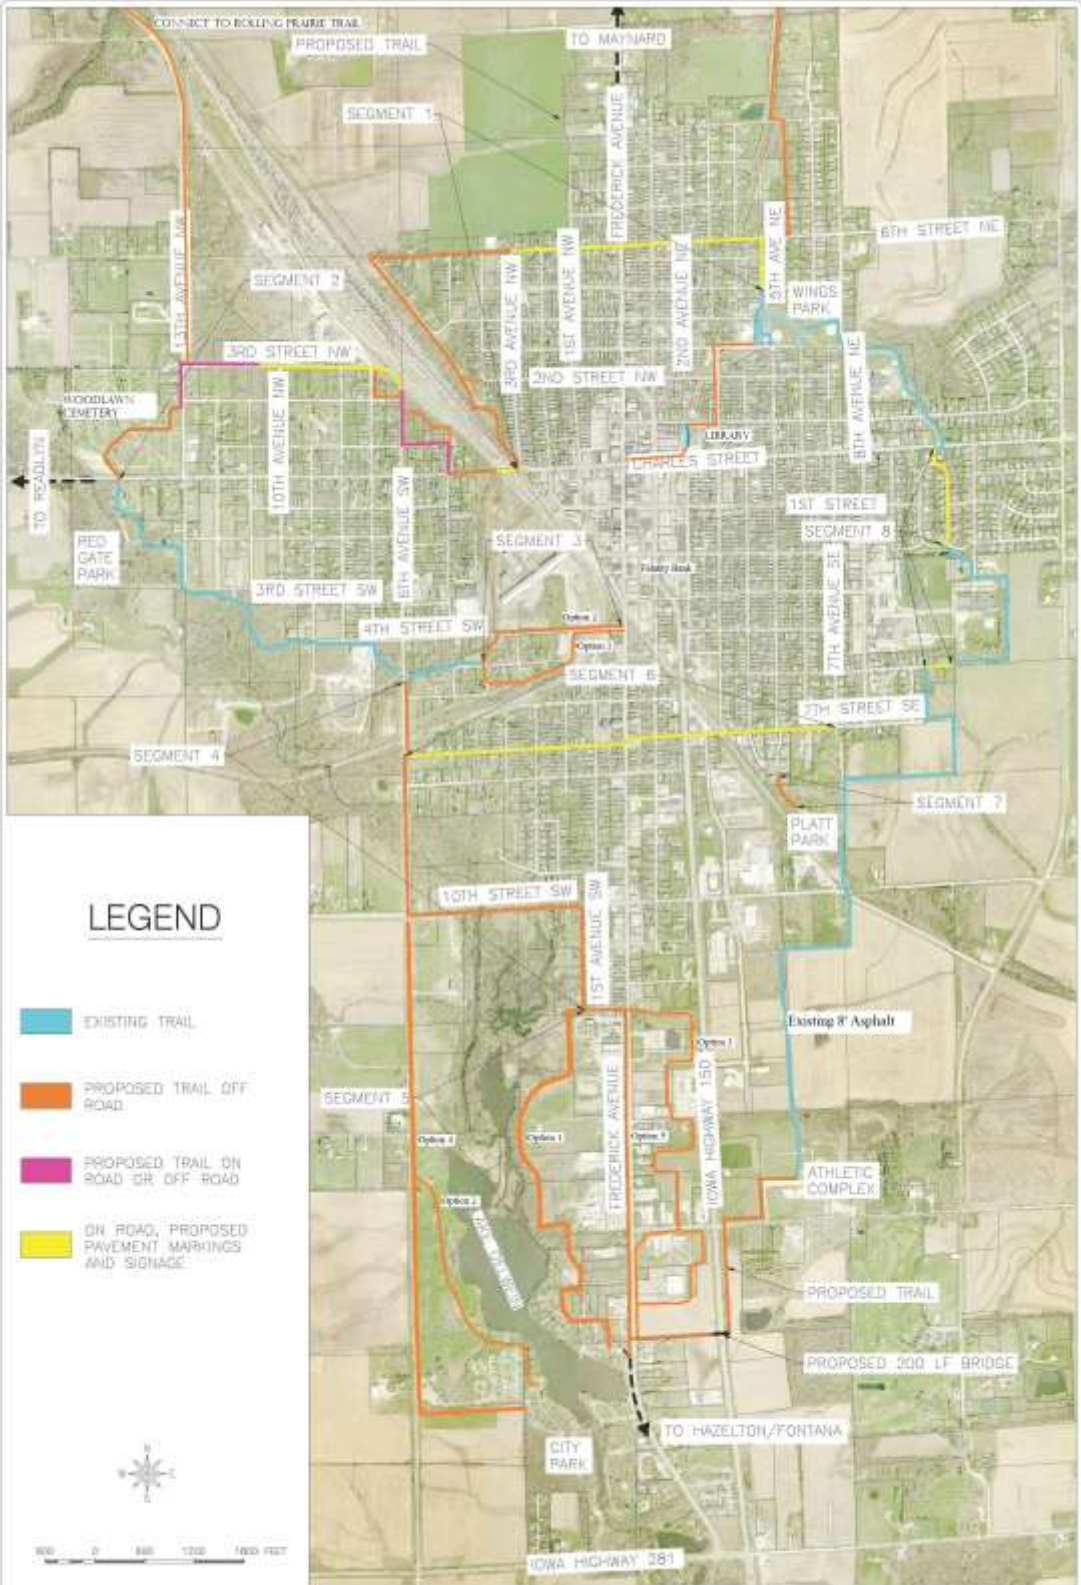 CONNECT TO ROLLING PRAIRIE TRAIL
PROPOSED TRAIL
TO MAYNARD
SEGMENT 1
FREDERICK AVENUE
5TH AVE NE
6TH STREET NE
WINGS
PARK
SEGMENT 2
3RD AVENUE NW
1ST AVENUE NW
3RD STREET NW
2ND STREET NW
8TH AVENUE NE
WOODLAWN
CEMETERY
10TH AVENUE NW
LIBRARY
CHARLES STREET
TO READLYN
6TH AVENUE SW
1ST STREET
SEGMENT 8
RED
GATE
PARK
SEGMENT 3
7TH AVENUE SE
3RD STREET SW
4TH STREET SW
Option 2
Option 1
SEGMENT 6
7TH STREET SE
SEGMENT 4
SEGMENT 7
PLATT
PARK
10TH STREET SW
1ST AVENUE SW
Existing 8' Asphalt
Option 3
FREDERICK AVENUE
IOWA HIGHWAY 150
SEGMENT 5
Option 4
Option 1
Option 5
Option 2
ATHLETIC
COMPLEX
PROPOSED TRAIL
PROPOSED 200 LF BRIDGE
TO HAZELTON/FONTANA
CITY
PARK
IOWA HIGHWAY 281
LEGEND
EXISTING TRAIL
PROPOSED TRAIL OFF
ROAD
PROPOSED TRAIL ON
ROAD OR OFF ROAD
ON ROAD, PROPOSED
PAVEMENT MARKINGS
AND SIGNAGE
N
W
E
S
0
FEET